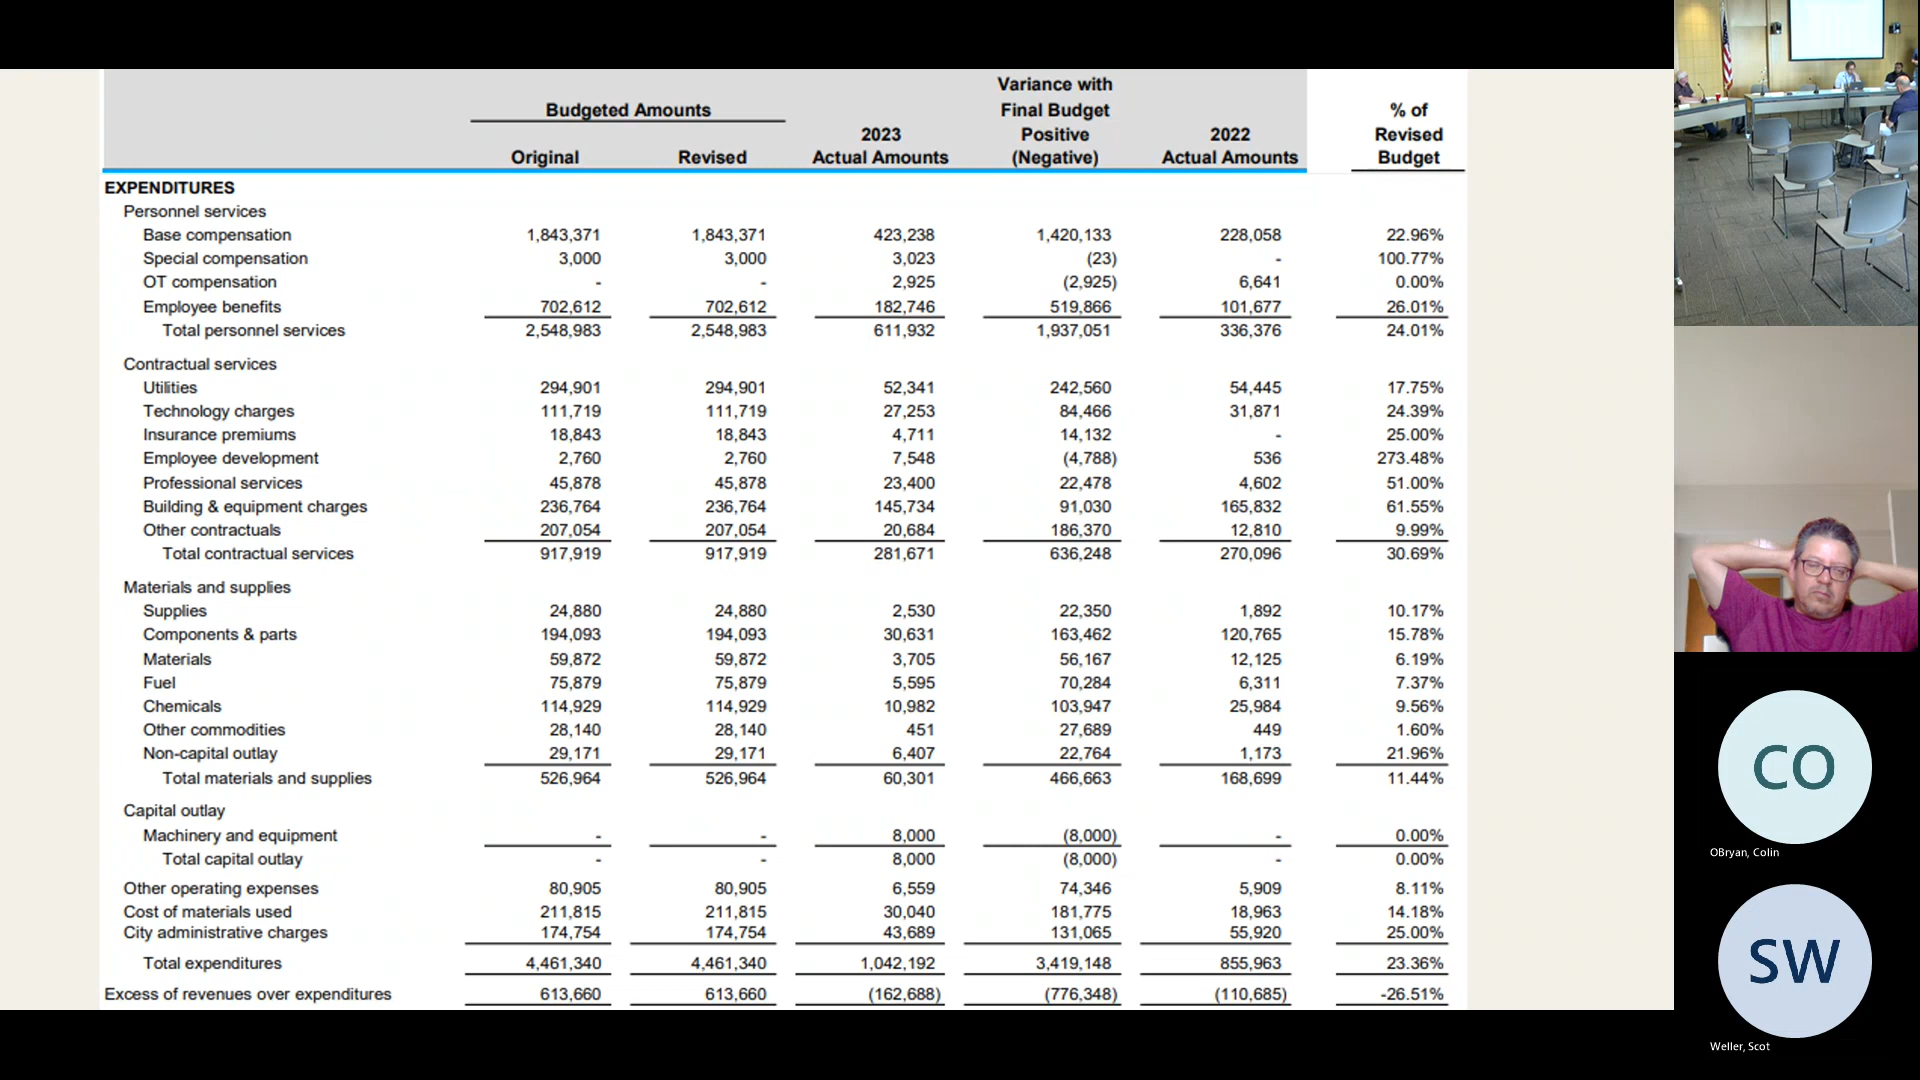 Variance with
Budgeted Amounts Final Budget % of
2023 Positive 2022 Revised
Original Revised Actual Amounts (Negative) Actual Amounts Budget
EXPENDITURES
Personnel services
Base compensation 1,843,371 1,843,371 423,238 1,420,133 228,058 22.96%
Special compensation 3,000 3,000 3,023 (23) - 100.77%
OT compensation - - 2,925 (2,925) 6,641 0.00%
Employee benefits 702,612 702,612 182,746 519,866 101,677 26.01%
Total personnel services 2,548,983 2,548,983 611,932 1,937,051 336,376 24.01%
Contractual services
Utilities 294,901 294,901 52,341 242,560 54,445 17.75%
Technology charges 111,719 111,719 27,253 84,466 31,871 24.39%
Insurance premiums 18,843 18,843 4,711 14,132 - 25.00%
Employee development 2,760 2,760 7,548 (4,788) 536 273.48%
Professional services 45,878 45,878 23,400 22,478 4,602 51.00%
Building & equipment charges 236,764 236,764 145,734 91,030 165,832 61.55%
Other contractuals 207,054 207,054 20,684 186,370 12,810 9.99%
Total contractual services 917,919 917,919 281,671 636,248 270,096 30.69%
Materials and supplies
Supplies 24,880 24,880 2,530 22,350 1,892 10.17%
Components & parts 194,093 194,093 30,631 163,462 120,765 15.78%
Materials 59,872 59,872 3,705 56,167 12,125 6.19%
Fuel 75,879 75,879 5,595 70,284 6,311 7.37%
Chemicals 114,929 114,929 10,982 103,947 25,984 9.56%
Other commodities 28,140 28,140 451 27,689 449 1.60%
Non-capital outlay 29,171 29,171 6,407 22,764 1,173 21.96%
Total materials and supplies 526,964 526,964 60,301 466,663 168,699 11.44%
Capital outlay
Machinery and equipment - - 8,000 (8,000) - 0.00%
Total capital outlay - - 8,000 (8,000) - 0.00%
Other operating expenses 80,905 80,905 6,559 74,346 5,909 8.11%
Cost of materials used 211,815 211,815 30,040 181,775 18,963 14.18%
City administrative charges 174,754 174,754 43,689 131,065 55,920 25.00%
Total expenditures 4,461,340 4,461,340 1,042,192 3,419,148 855,963 23.36%
Excess of revenues over expenditures 613,660 613,660 (162,688) (776,348) (110,685) -26.51%
CO
OBryan, Colin
SW
Weller, Scot